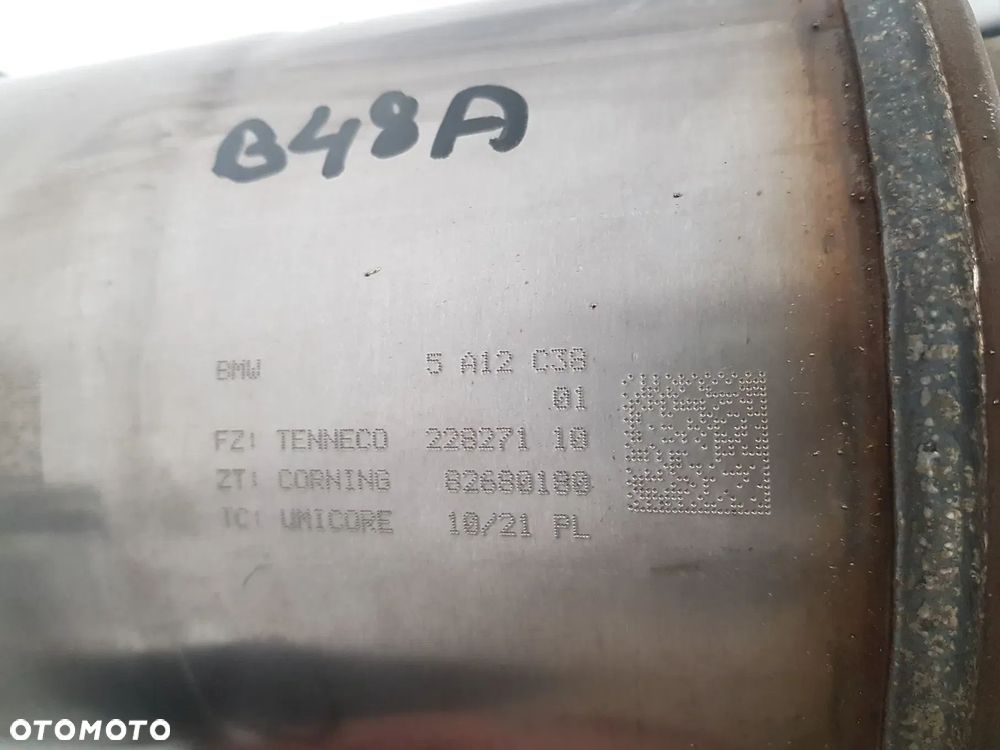 B48A
BMW 5 A12 C38
01
FZ: TENNECO 228271 10
ZT: CORNING 82680180
TC: UMICORE 10/21 PL
OTOMOTO